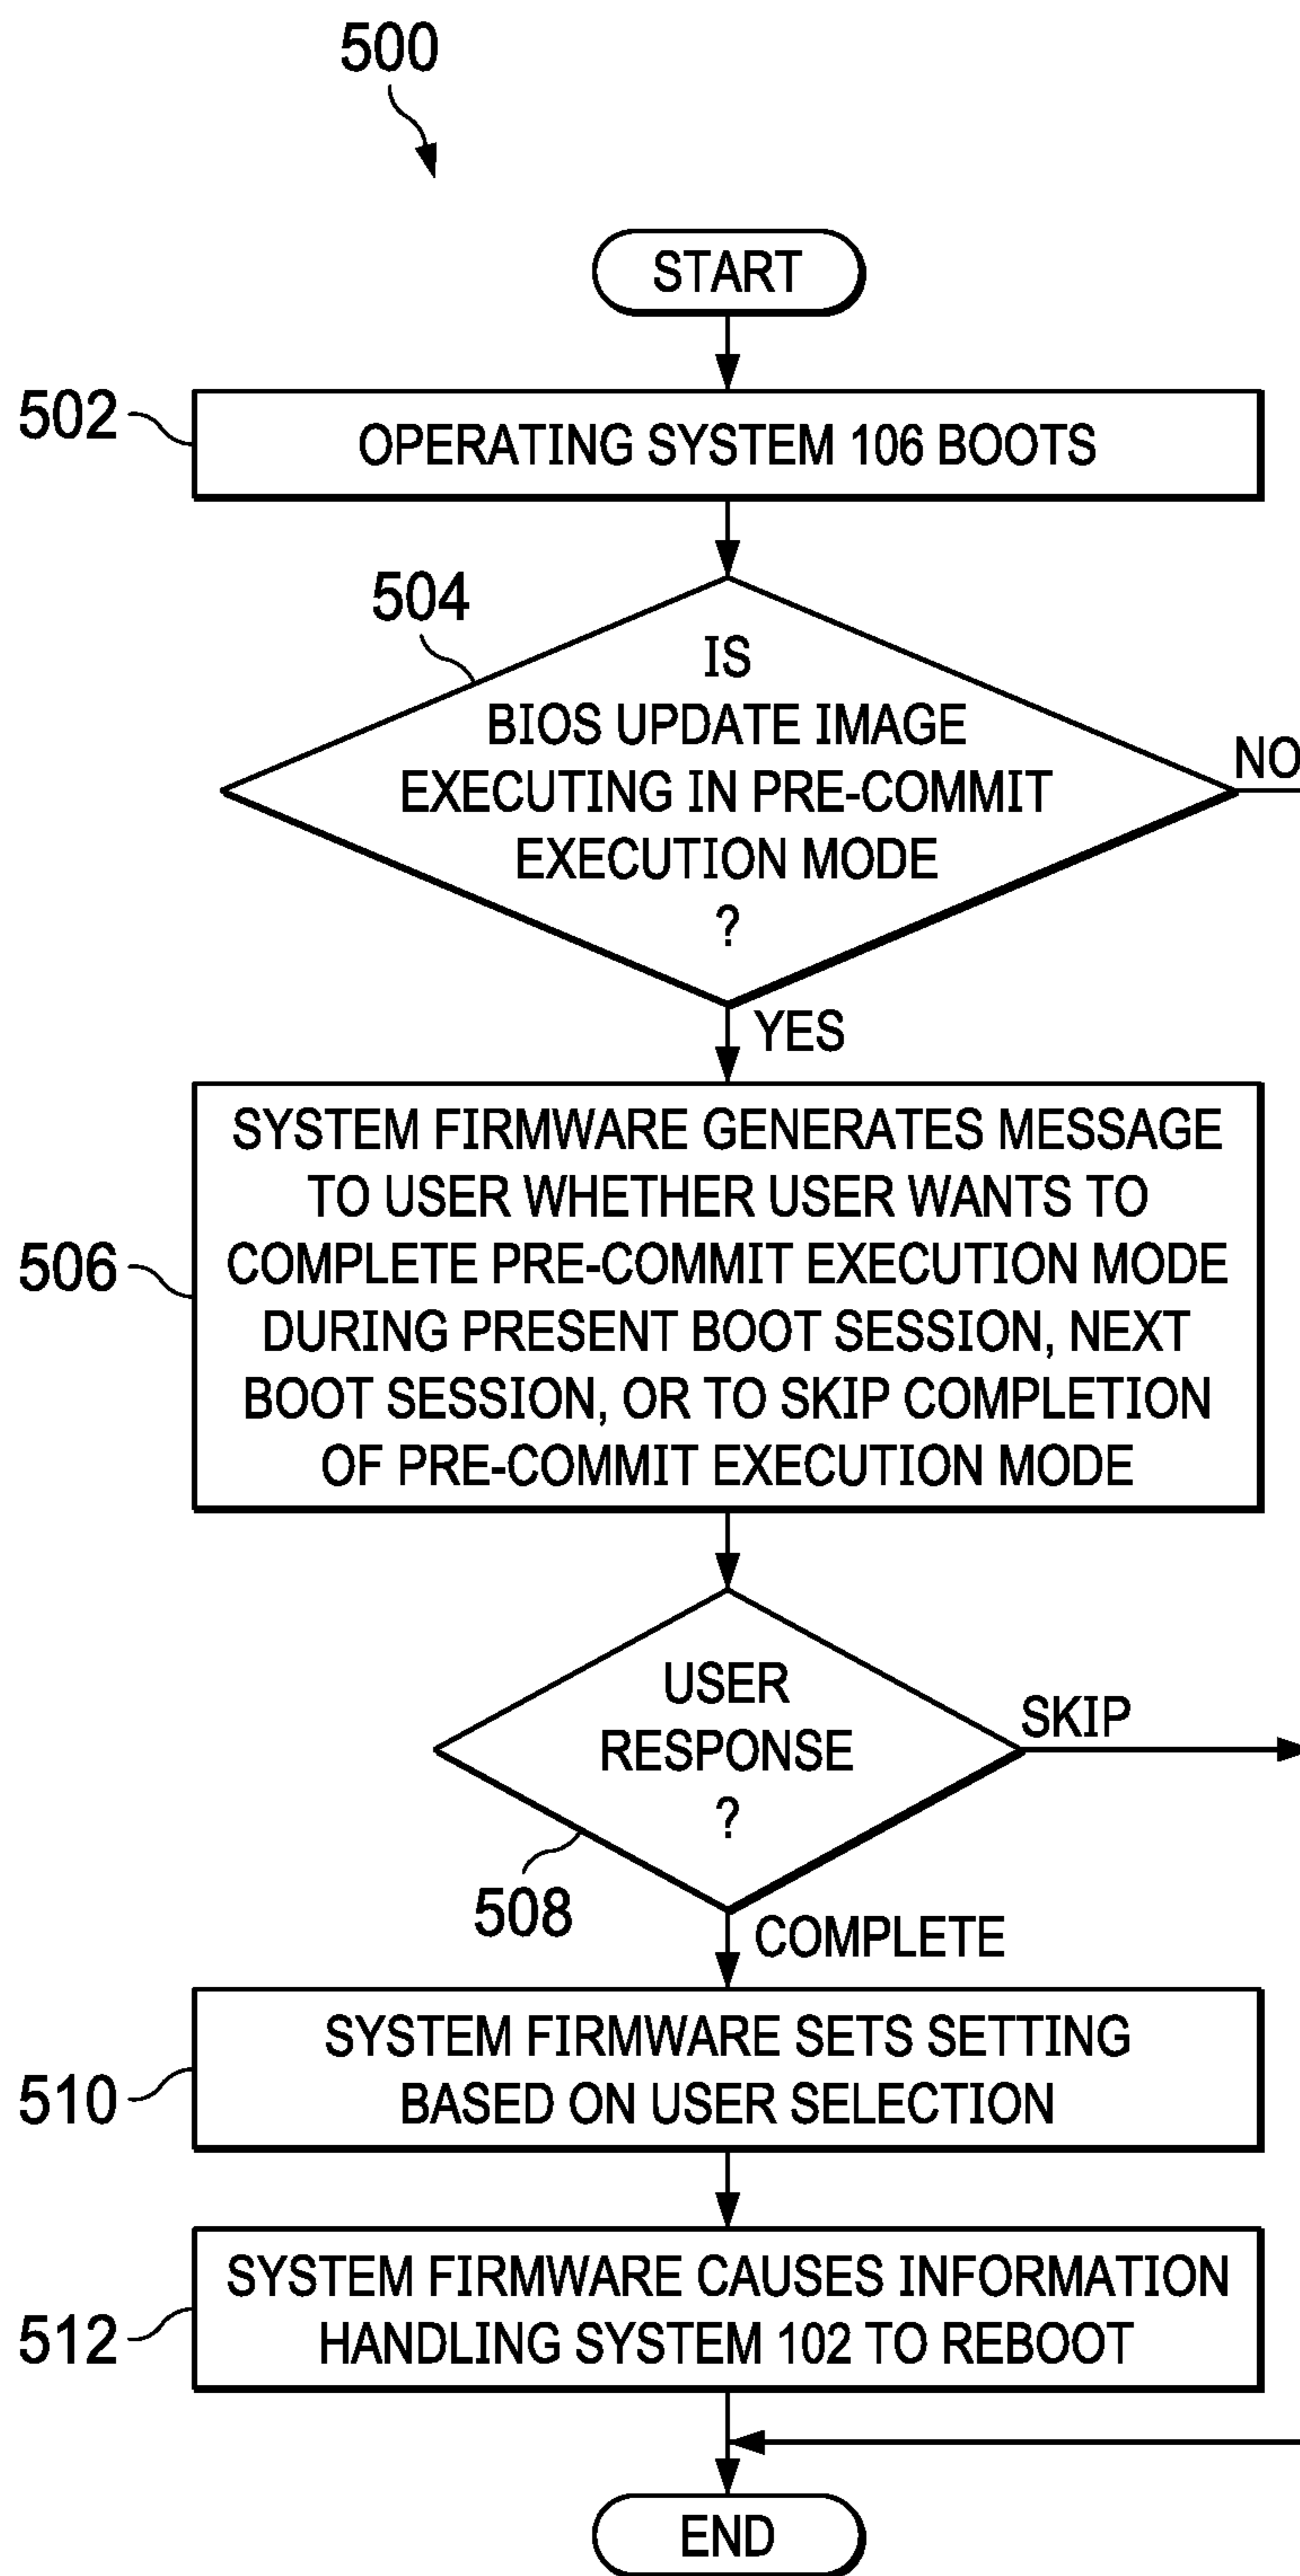 500
START
502
OPERATING SYSTEM 106 BOOTS
504
IS
BIOS UPDATE IMAGE
EXECUTING IN PRE-COMMIT
EXECUTION MODE
?
NO
YES
506
SYSTEM FIRMWARE GENERATES MESSAGE
TO USER WHETHER USER WANTS TO
COMPLETE PRE-COMMIT EXECUTION MODE
DURING PRESENT BOOT SESSION, NEXT
BOOT SESSION, OR TO SKIP COMPLETION
OF PRE-COMMIT EXECUTION MODE
USER
RESPONSE
?
SKIP
508
COMPLETE
510
SYSTEM FIRMWARE SETS SETTING
BASED ON USER SELECTION
512
SYSTEM FIRMWARE CAUSES INFORMATION
HANDLING SYSTEM 102 TO REBOOT
END